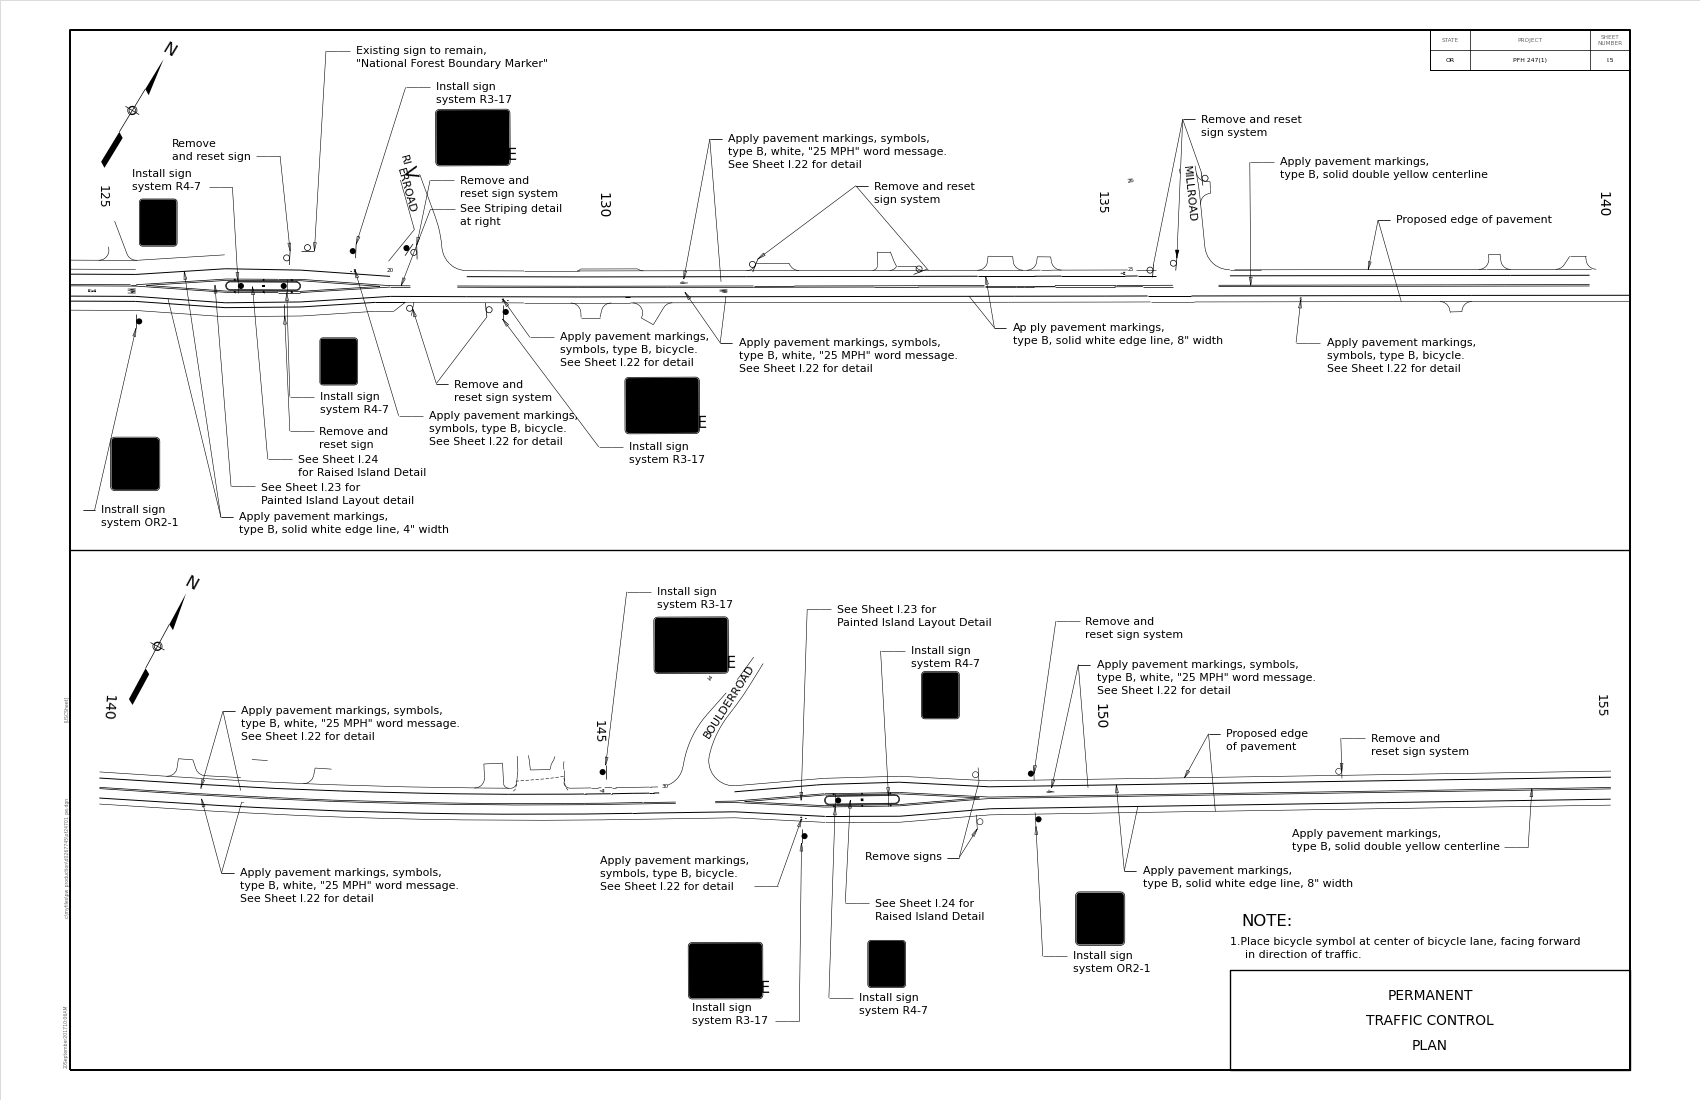 STATE
PROJECT
SHEET
NUMBER
OR
PFH 247(1)
I.5
N
Existing sign to remain,
"National Forest Boundary Marker"
Install sign
system R3-17
E
Remove
and reset sign
Install sign
system R4-7
125
RIVERROAD
Remove and
reset sign system
See Striping detail
at right
130
Apply pavement markings, symbols,
type B, white, "25 MPH" word message.
See Sheet I.22 for detail
Remove and reset
sign system
135
MILLROAD
Remove and reset
sign system
Apply pavement markings,
type B, solid double yellow centerline
140
Proposed edge of pavement
20
25
Apply pavement markings,
symbols, type B, bicycle.
See Sheet I.22 for detail
Apply pavement markings, symbols,
type B, white, "25 MPH" word message.
See Sheet I.22 for detail
Ap ply pavement markings,
type B, solid white edge line, 8" width
Apply pavement markings,
symbols, type B, bicycle.
See Sheet I.22 for detail
Install sign
system R4-7
Remove and
reset sign system
E
Apply pavement markings,
symbols, type B, bicycle.
See Sheet I.22 for detail
Remove and
reset sign
Install sign
system R3-17
See Sheet I.24
for Raised Island Detail
See Sheet I.23 for
Painted Island Layout detail
Instrall sign
system OR2-1
Apply pavement markings,
type B, solid white edge line, 4" width
N
140
Install sign
system R3-17
E
145
BOULDERROAD
30
See Sheet I.23 for
Painted Island Layout Detail
Install sign
system R4-7
Remove and
reset sign system
Apply pavement markings, symbols,
type B, white, "25 MPH" word message.
See Sheet I.22 for detail
150
155
Apply pavement markings, symbols,
type B, white, "25 MPH" word message.
See Sheet I.22 for detail
Proposed edge
of pavement
Remove and
reset sign system
Apply pavement markings, symbols,
type B, white, "25 MPH" word message.
See Sheet I.22 for detail
Apply pavement markings,
symbols, type B, bicycle.
See Sheet I.22 for detail
Remove signs
Apply pavement markings,
type B, solid double yellow centerline
Apply pavement markings,
type B, solid white edge line, 8" width
See Sheet I.24 for
Raised Island Detail
E
Install sign
system R3-17
Install sign
system R4-7
Install sign
system OR2-1
NOTE:
1.Place bicycle symbol at center of bicycle lane, facing forward
in direction of traffic.
PERMANENT
TRAFFIC CONTROL
PLAN